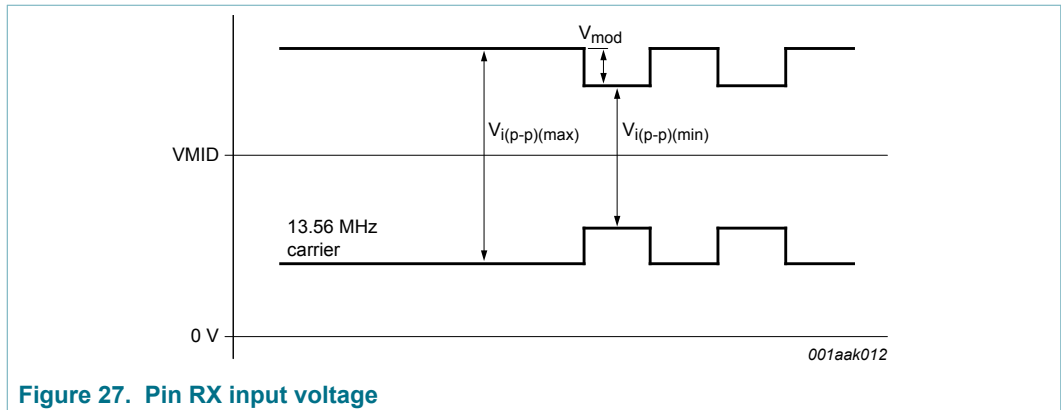 Vmod
Vi(p-p)(max)
Vi(p-p)(min)
VMID
13.56 MHz
carrier
0 V
001aak012
Figure 27. Pin RX input voltage